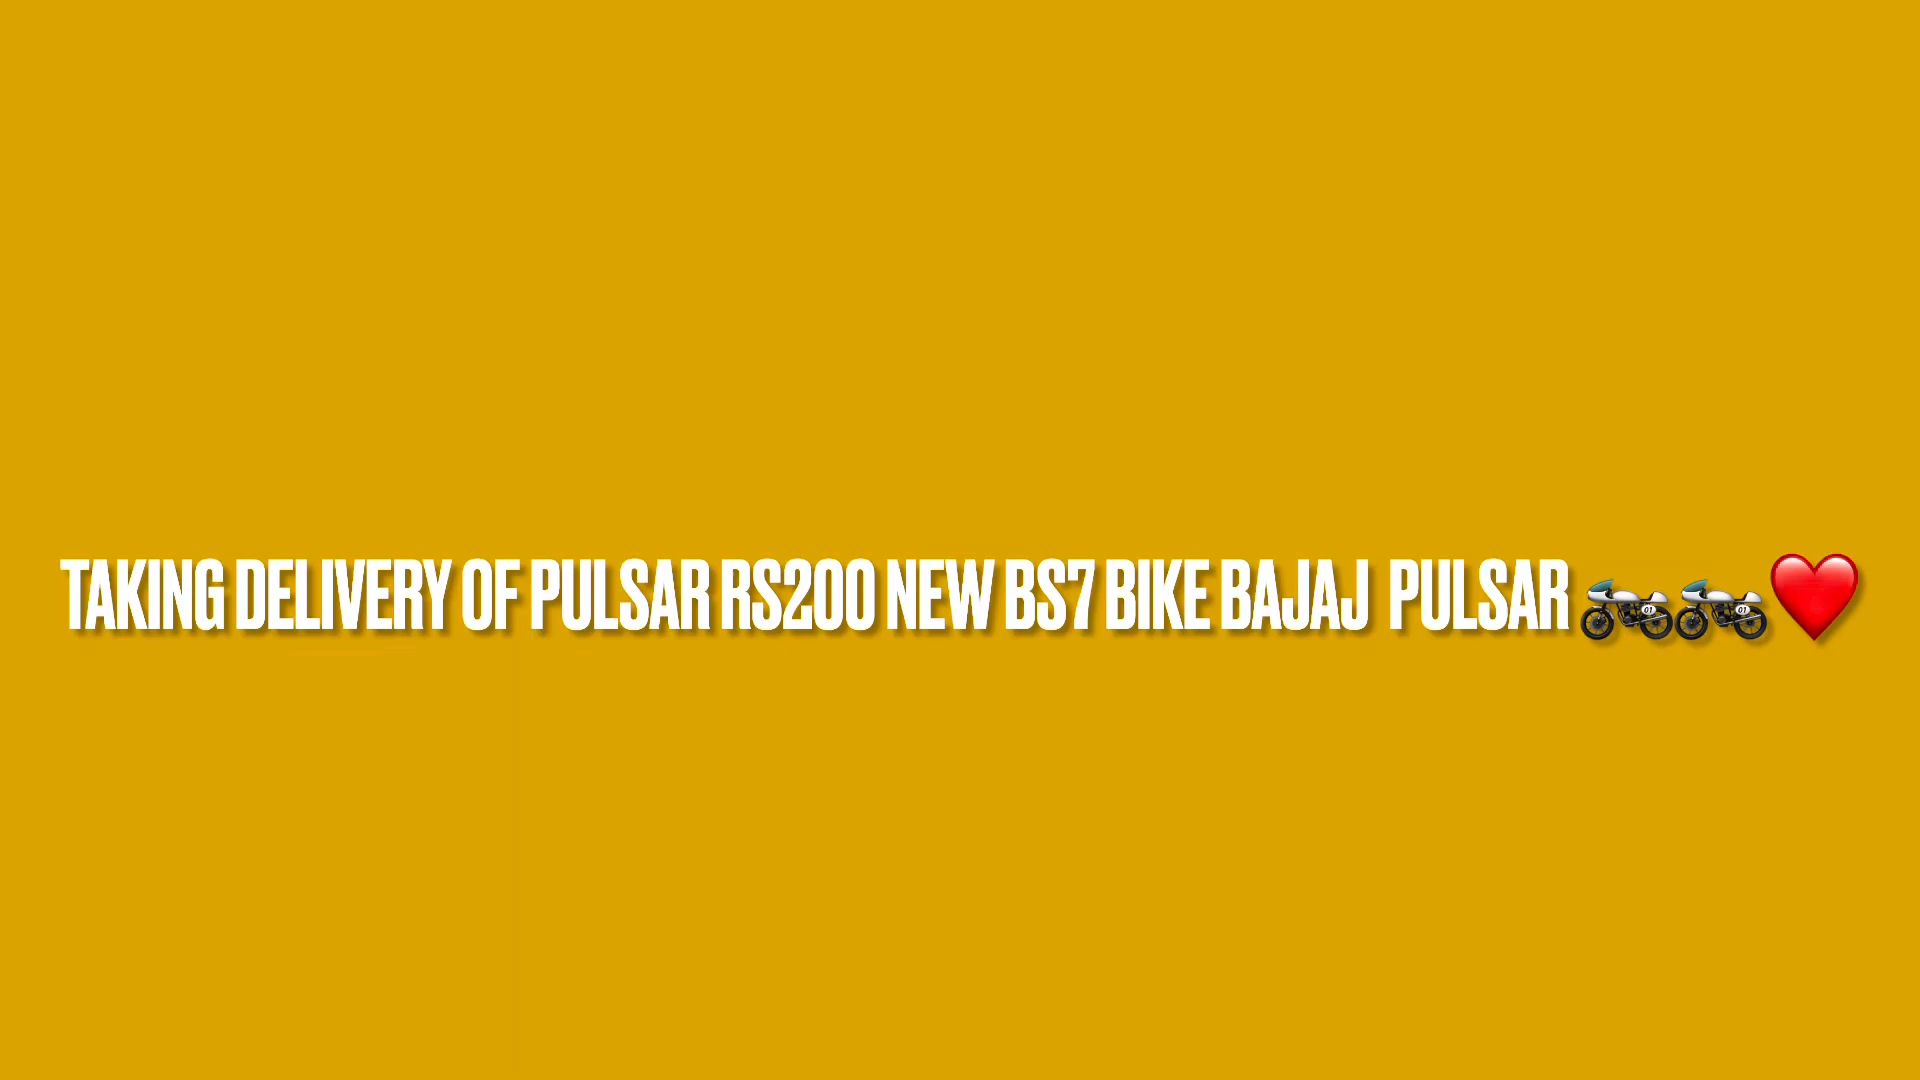 TAKING DELIVERY OF PULSAR RS200 NEW BS7 BIKE BAJAJ  PULSAR 🏍️🏍️❤️